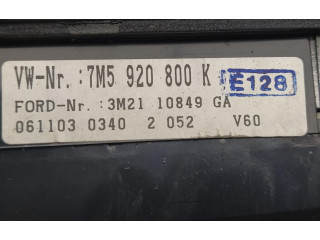 VW-Nr. :7M5 920 800 K E128
FORD-Nr. :3M21 10849 GA
061103 0340 2 052 V60